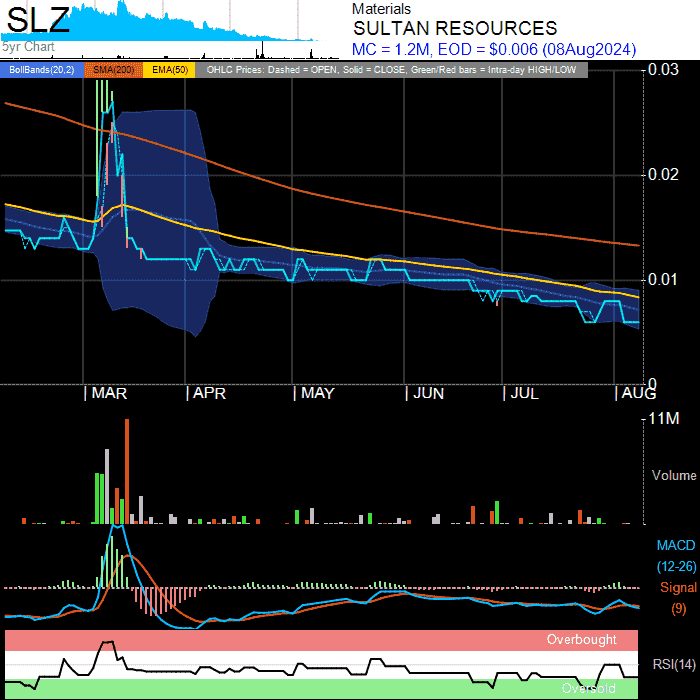 SLZ
5yr Chart
Materials
SULTAN RESOURCES
MC = 1.2M, EOD = $0.006 (08Aug2024)
BollBands(20,2) SMA(200) EMA(50) OHLC Prices: Dashed = OPEN, Solid = CLOSE, Green/Red bars = Intra-day HIGH/LOW
0.03
0.02
0.01
0
| MAR | APR | MAY | JUN | JUL | AUG
11M
Volume
MACD
(12-26)
Signal
(9)
Overbought
RSI(14)
Oversold